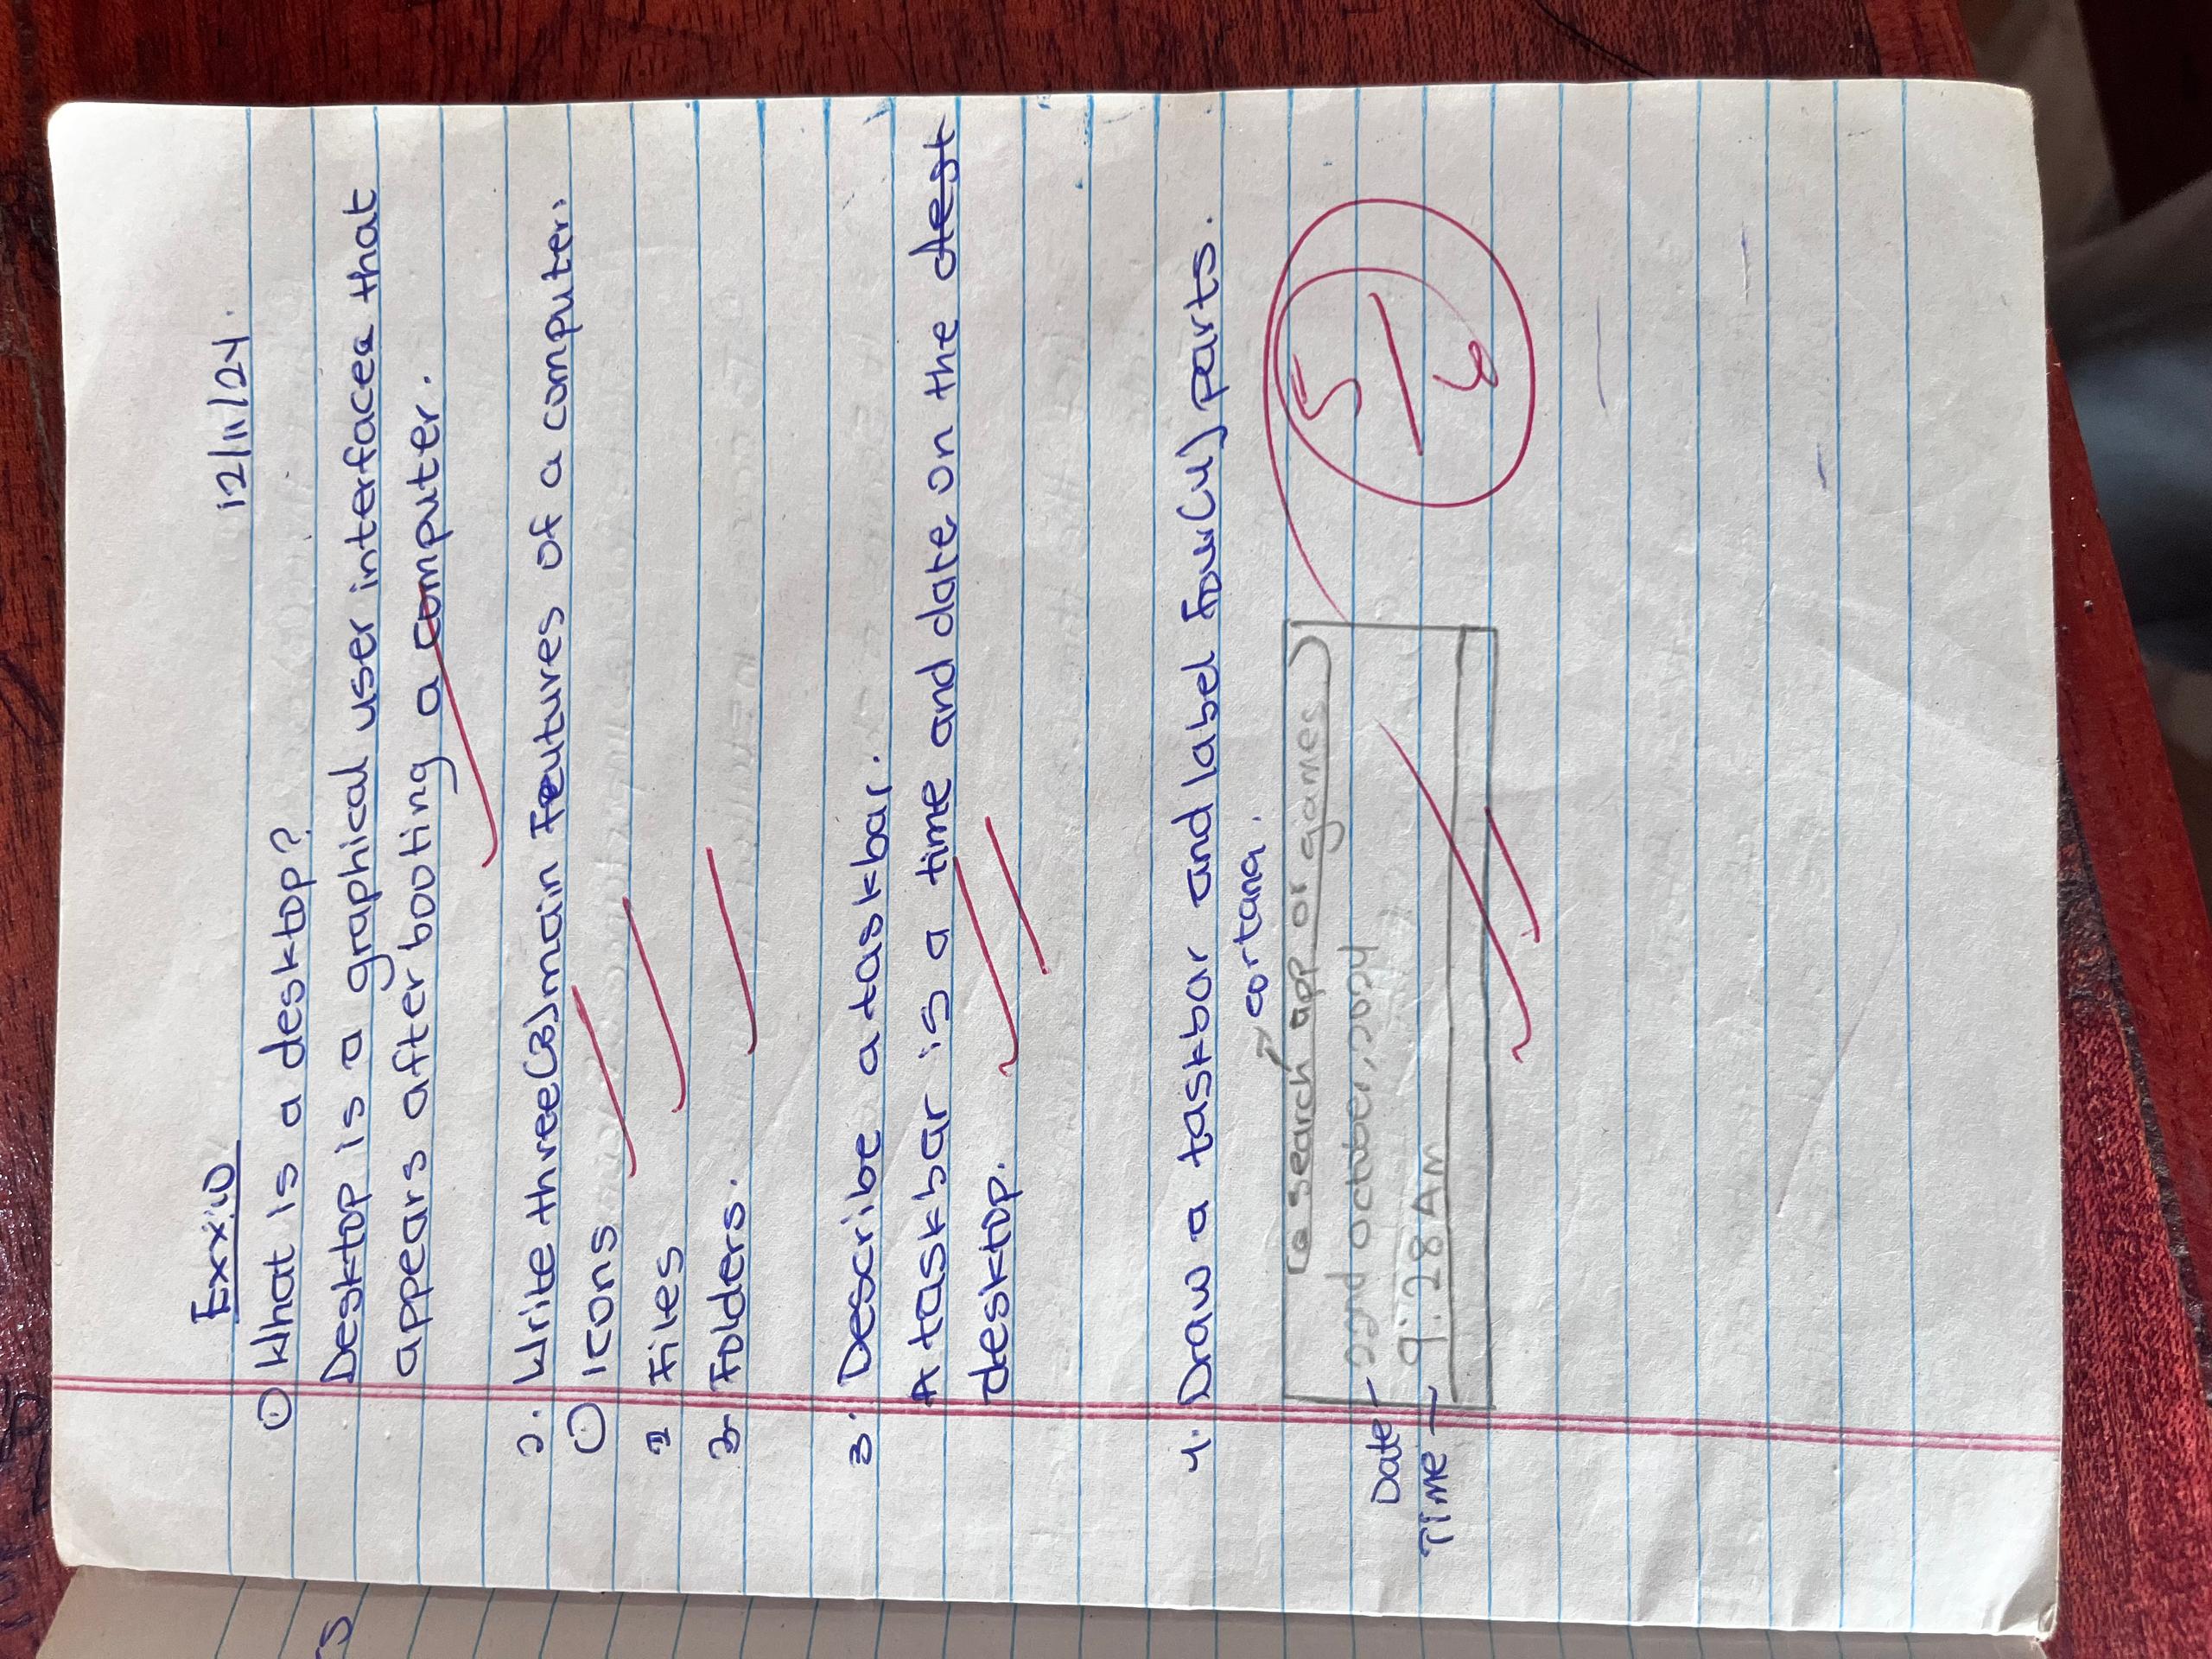 Exx:10
12/11/24.
① What is a desktop?
Desktop is a graphical user interfaces that
appears after booting a computer.
2. Write three(3)main Features of a computer.
① Icons
2 Files
3 Folders.
3. Describe a taskbar.
A taskbar is a time and date on the dest
desktop.
4. Draw a taskbar and label four(4) parts.
cortana.
search app or games
Date - 22nd october, 2024
Time - 9:28 Am
5
6